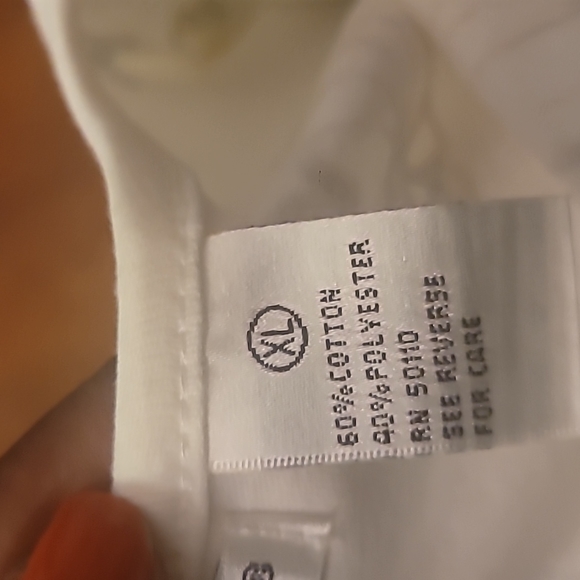 XL
60% COTTON
40% POLYESTER
RN 50110
SEE REVERSE
FOR CARE